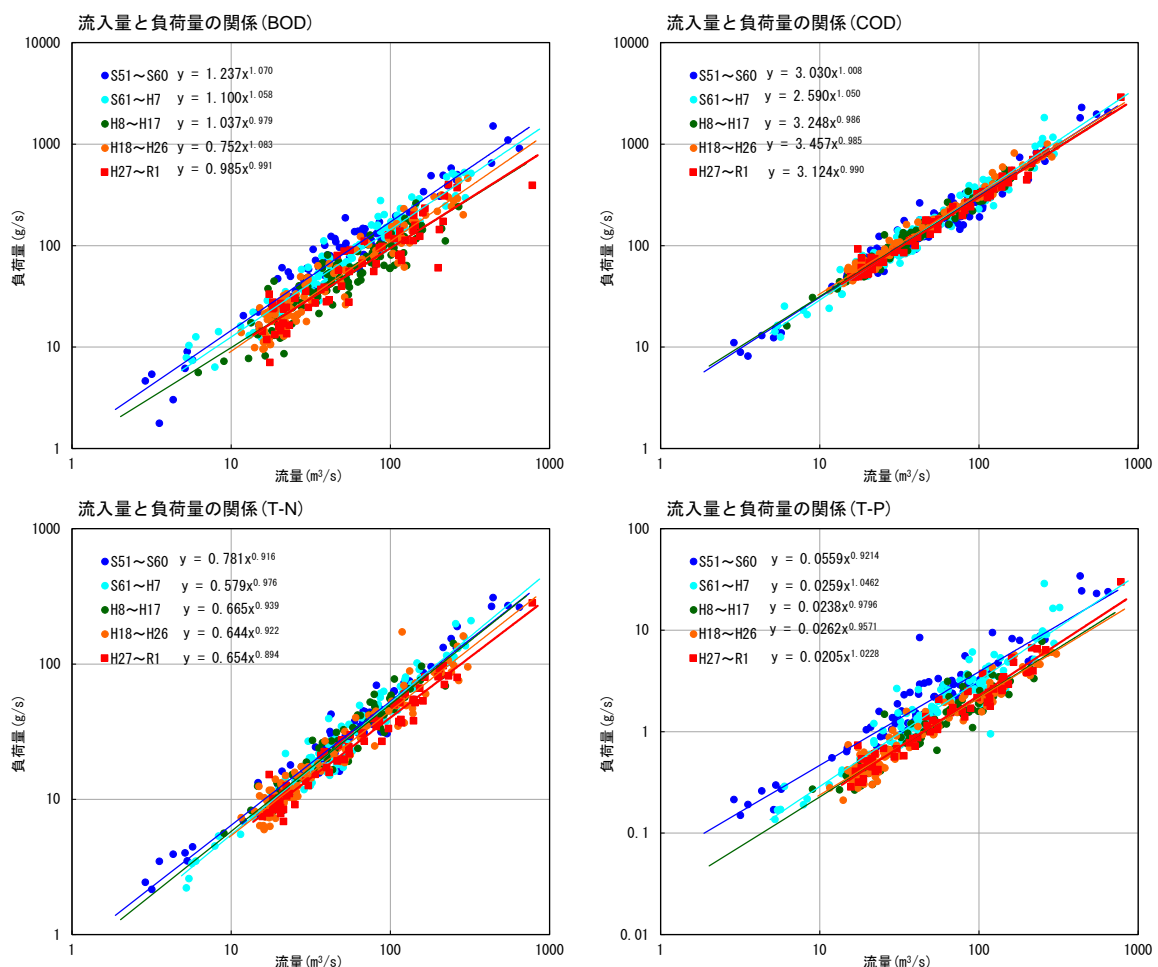 流入量と負荷量の関係(BOD)
10000
1000
100
10
1
負荷量(g/s)
S51~S60 y = 1.237x^1.070
S61~H7 y = 1.100x^1.058
H8~H17 y = 1.037x^0.979
H18~H26 y = 0.752x^1.083
H27~R1 y = 0.985x^0.991
1 10 100 1000
流量(m³/s)
流入量と負荷量の関係(COD)
10000
1000
100
10
1
負荷量(g/s)
S51~S60 y = 3.030x^1.008
S61~H7 y = 2.590x^1.050
H8~H17 y = 3.248x^0.986
H18~H26 y = 3.457x^0.985
H27~R1 y = 3.124x^0.990
1 10 100 1000
流量(m³/s)
流入量と負荷量の関係(T-N)
1000
100
10
1
負荷量(g/s)
S51~S60 y = 0.781x^0.916
S61~H7 y = 0.579x^0.976
H8~H17 y = 0.665x^0.939
H18~H26 y = 0.644x^0.922
H27~R1 y = 0.654x^0.894
1 10 100 1000
流量(m³/s)
流入量と負荷量の関係(T-P)
100
10
1
0.1
0.01
負荷量(g/s)
S51~S60 y = 0.0559x^0.9214
S61~H7 y = 0.0259x^1.0462
H8~H17 y = 0.0238x^0.9796
H18~H26 y = 0.0262x^0.9571
H27~R1 y = 0.0205x^1.0228
1 10 100 1000
流量(m³/s)